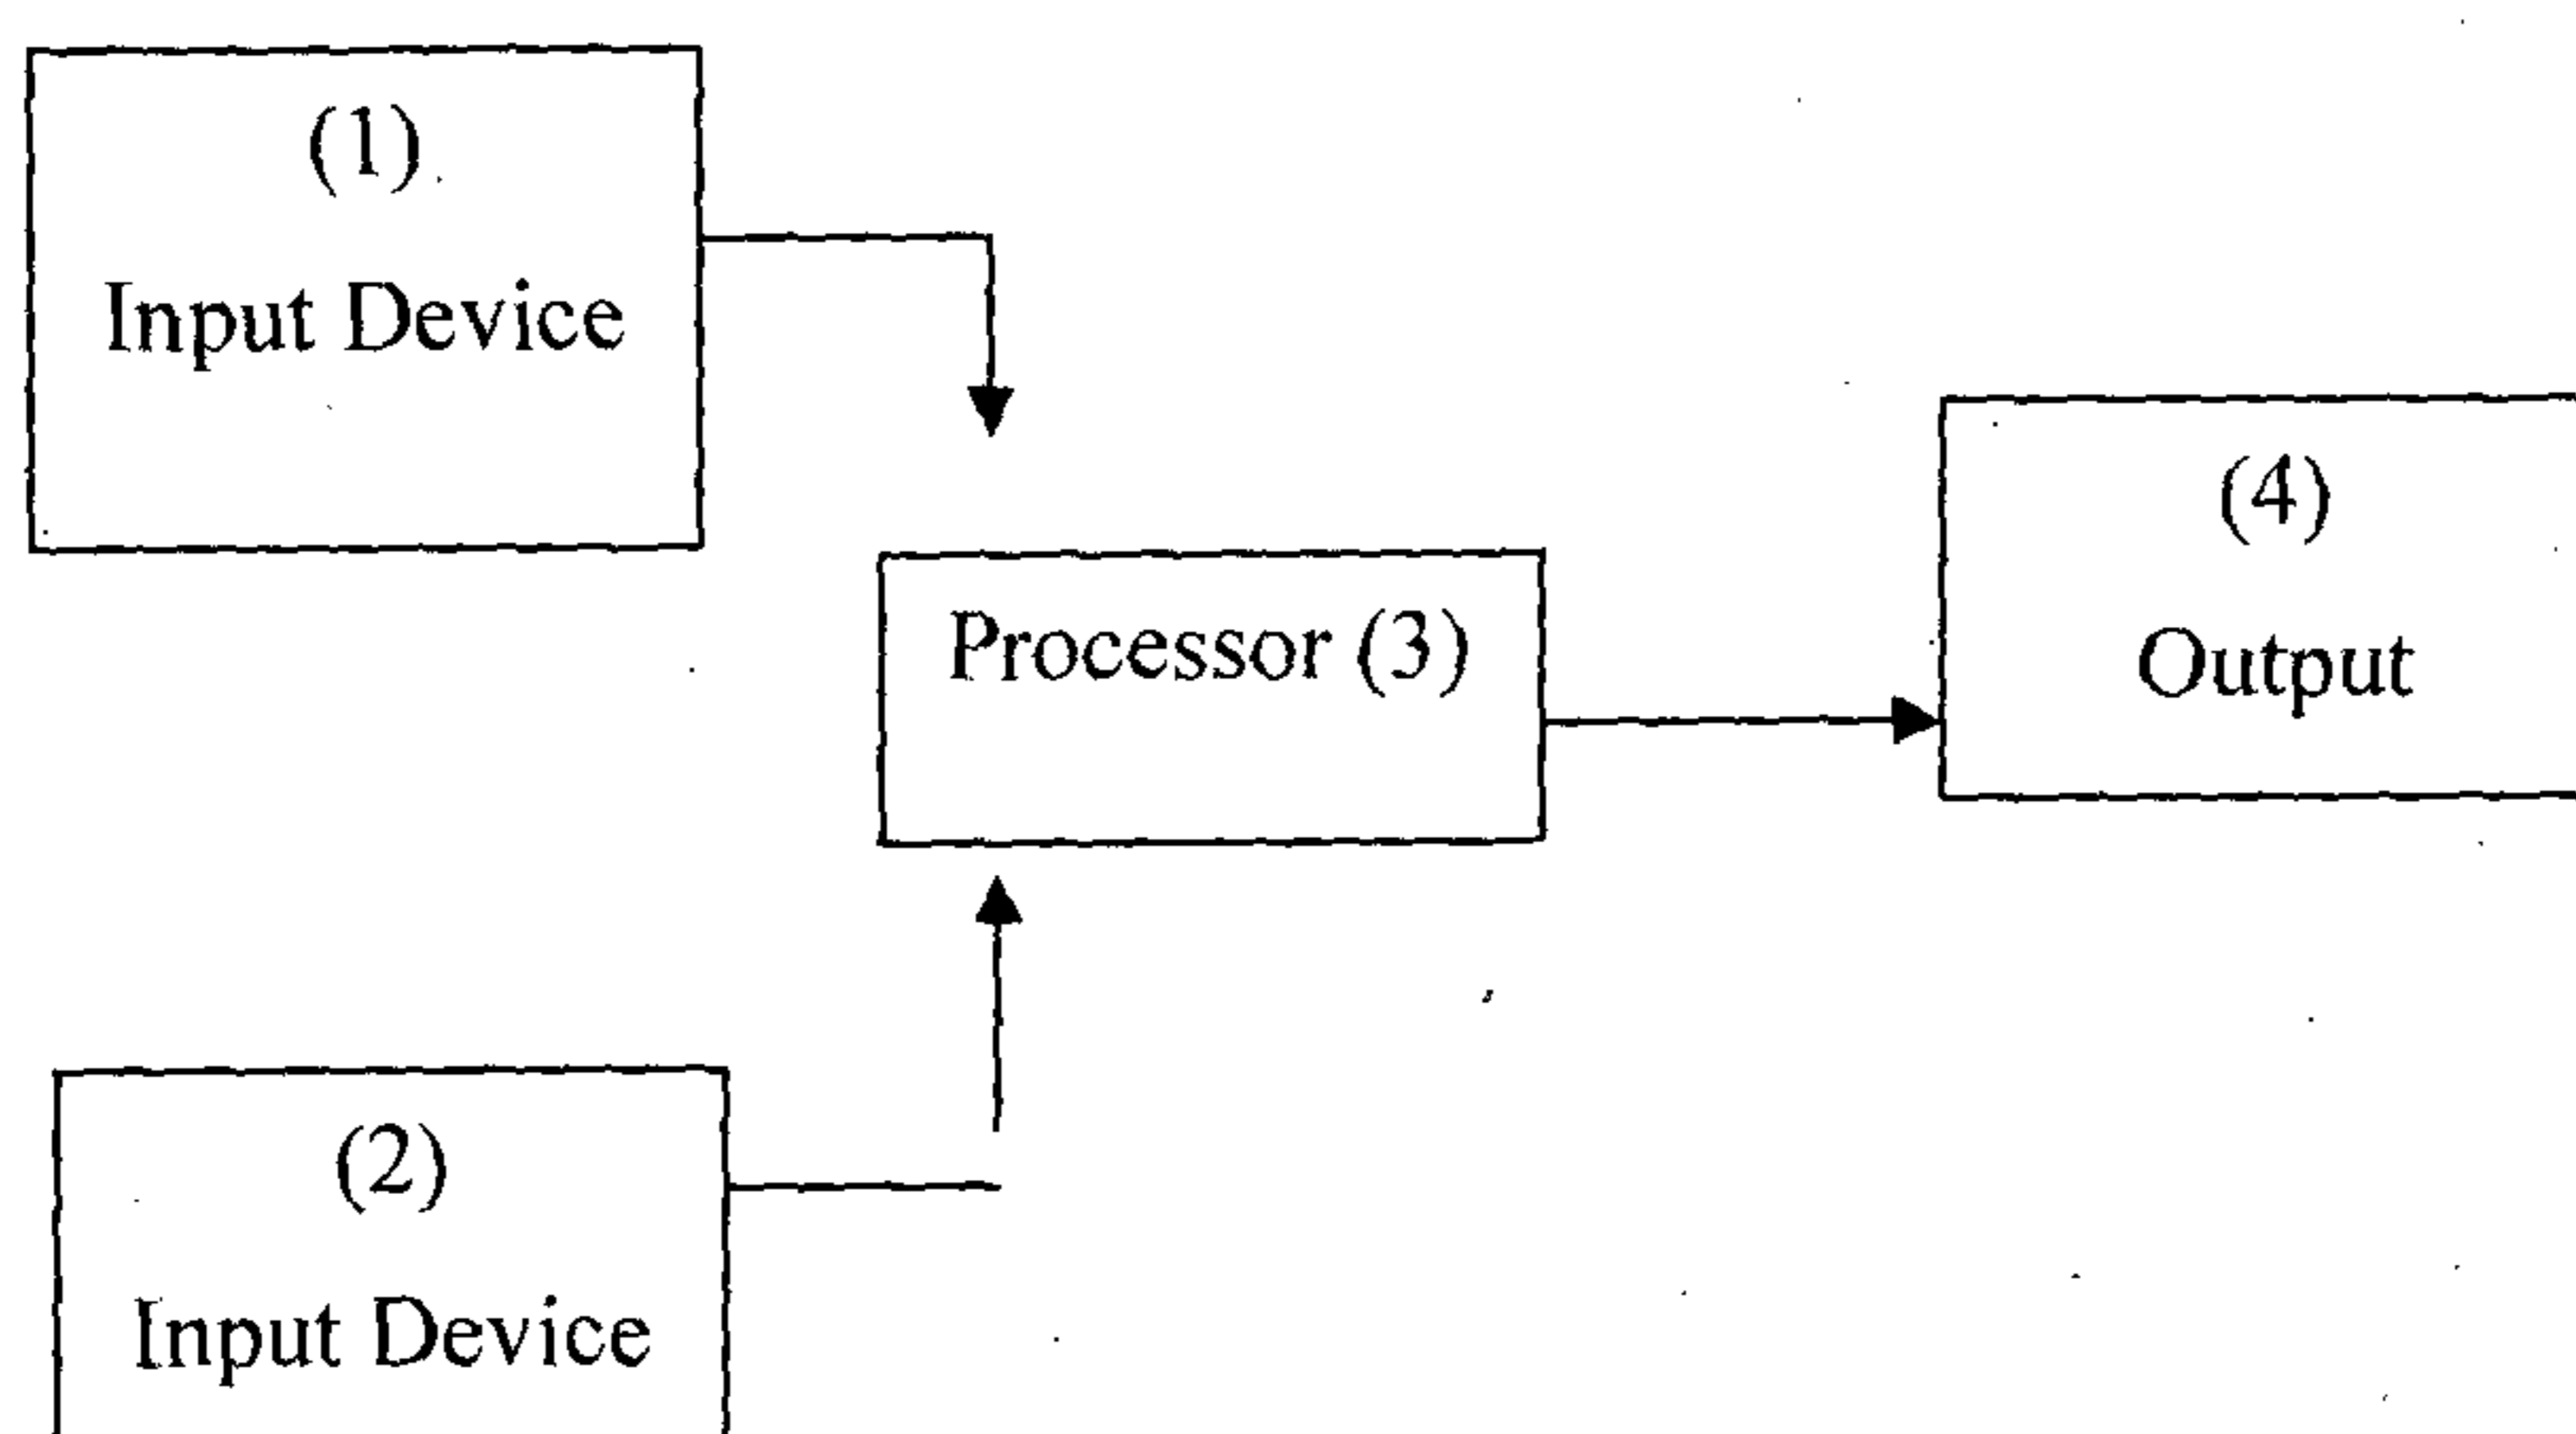 (1)
Input Device
Processor (3)
(4)
Output
(2)
Input Device